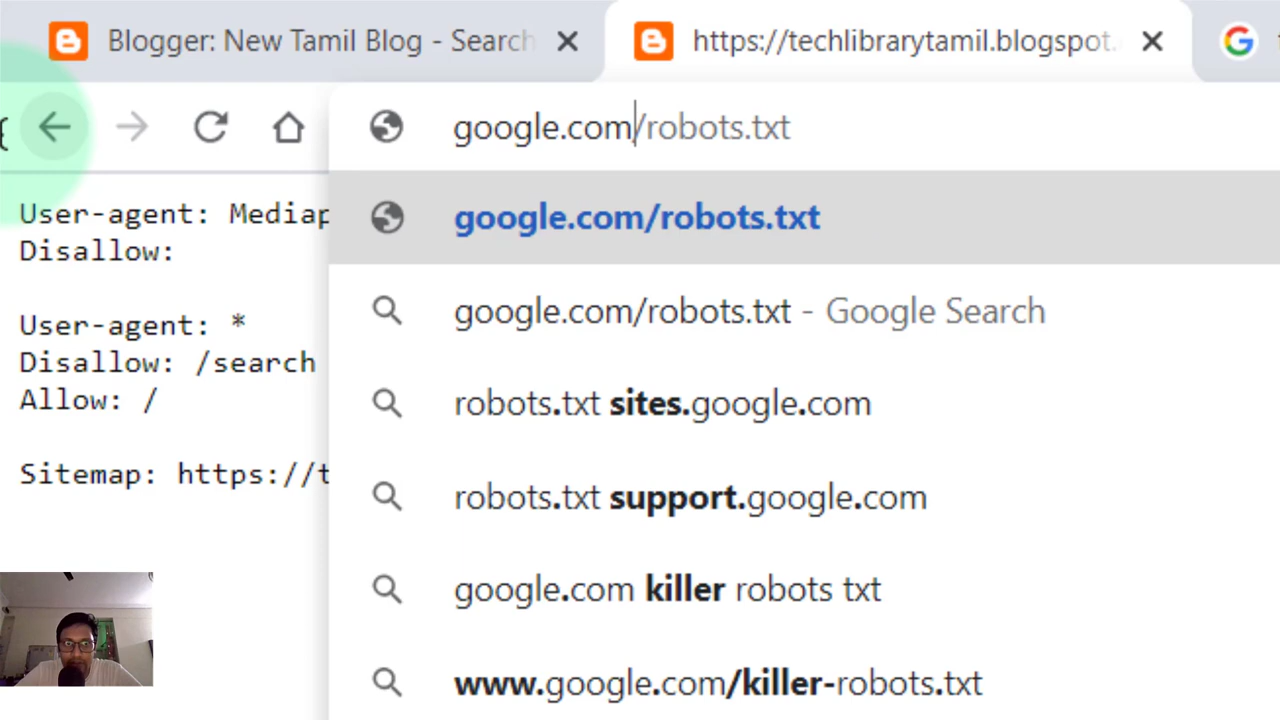 Blogger: New Tamil Blog - Search
https://techlibrarytamil.blogspot.
google.com/robots.txt
google.com/robots.txt
google.com/robots.txt - Google Search
robots.txt sites.google.com
robots.txt support.google.com
google.com killer robots txt
www.google.com/killer-robots.txt
User-agent: Mediap
Disallow:
User-agent: *
Disallow: /search
Allow: /
Sitemap: https://t